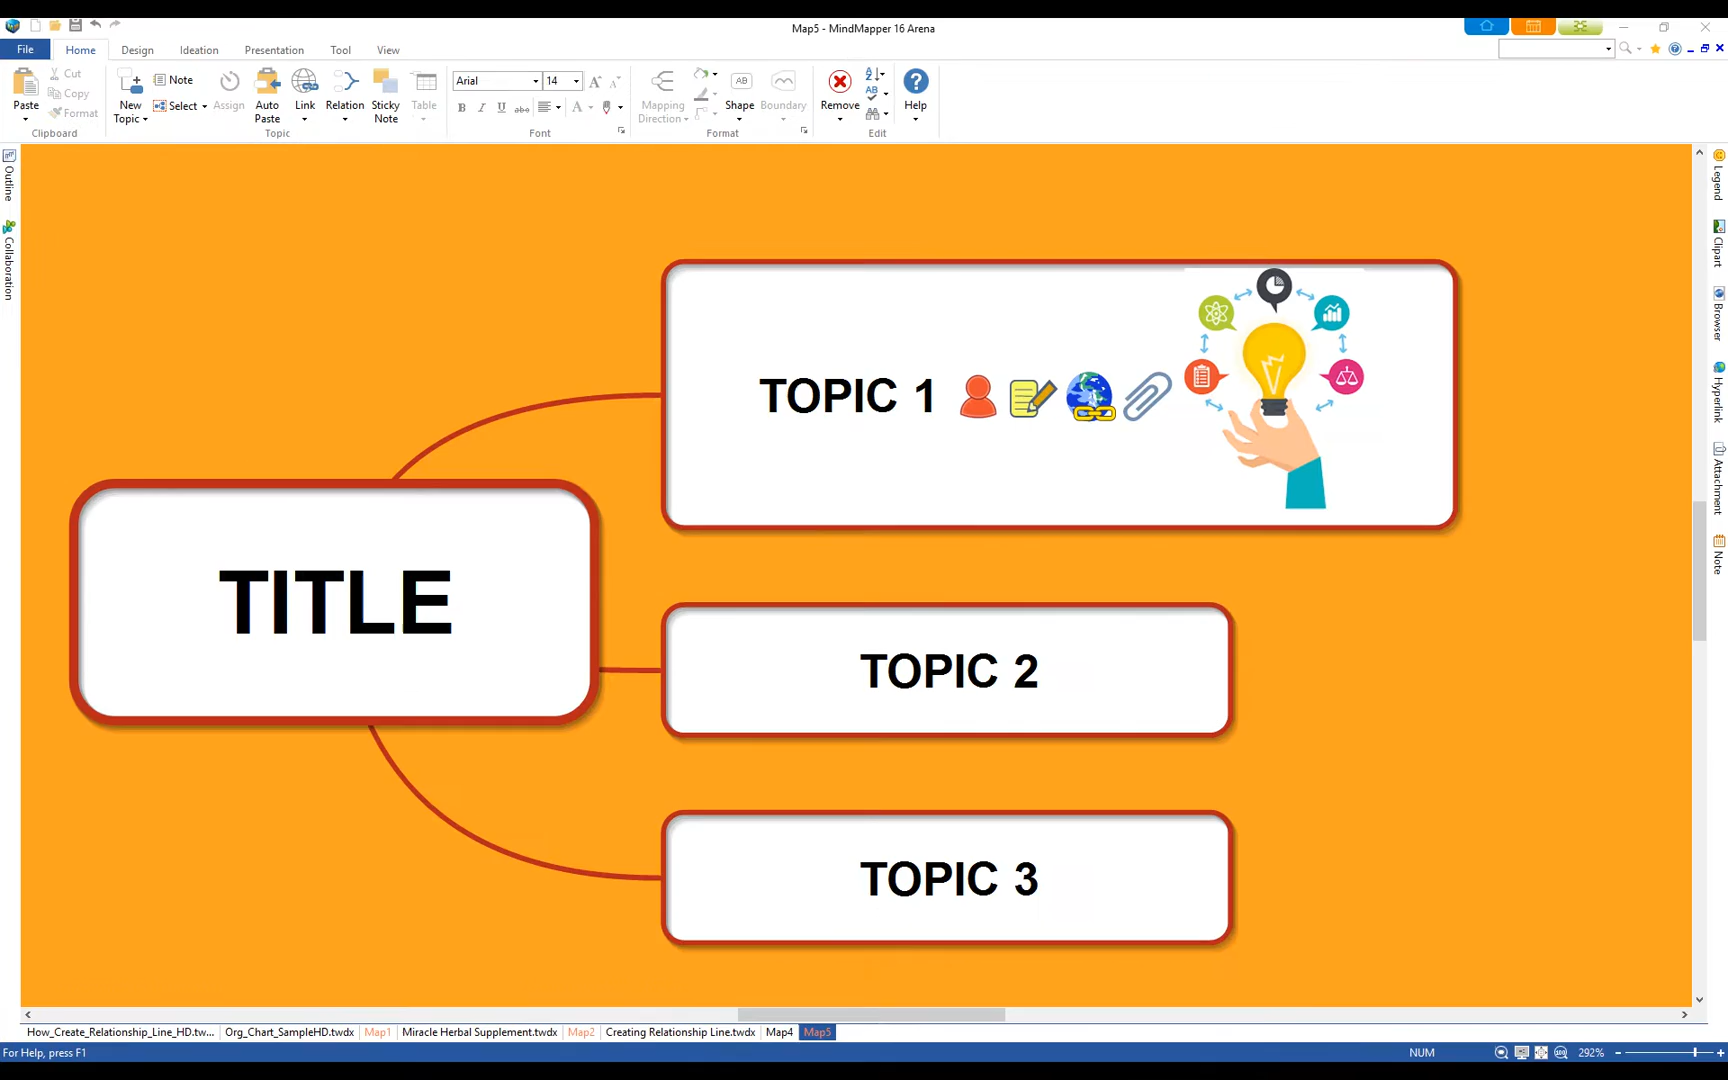 Map5 - MindMapper 16 Arena
File Home Design Ideation Presentation Tool View
Paste
Cut
Copy
Format
Clipboard
New Topic
Note
Select
Assign
Auto Paste
Link
Relation
Sticky Note
Table
Topic
Arial 14
B I U abc A
Font
Mapping Direction
AB
Shape
Boundary
Format
Remove
Help
Edit
Outline
Collaboration
Legend
Clipart
Browser
Hyperlink
Attachment
Note
TOPIC 1
TITLE
TOPIC 2
TOPIC 3
How_Create_Relationship_Line_HD.tw... Org_Chart_SampleHD.twdx Map1 Miracle Herbal Supplement.twdx Map2 Creating Relationship Line.twdx Map4 Map5
For Help, press F1 NUM 292%